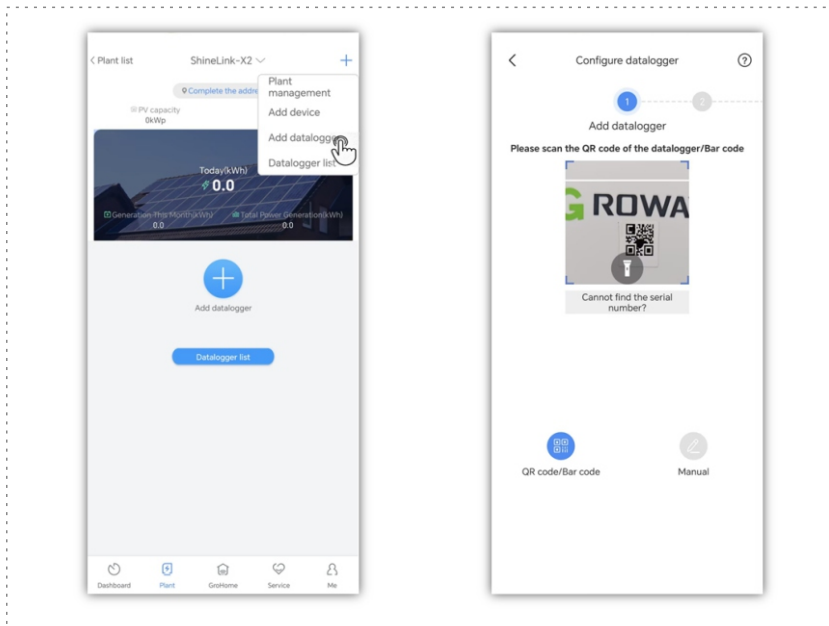 Plant list
ShineLink-X2
Complete the addre
Plant
management
PV capacity
0kWp
Add device
Add datalogger
Datalogger list
Today(kWh)
0.0
Generation This Month(kWh)
Total Power Generation(kWh)
0.0
0.0
Add datalogger
Datalogger list
Dashboard
Plant
GroHome
Service
Me
Configure datalogger
?
1
2
Add datalogger
Please scan the QR code of the datalogger/Bar code
GROWA
Cannot find the serial
number?
QR code/Bar code
Manual